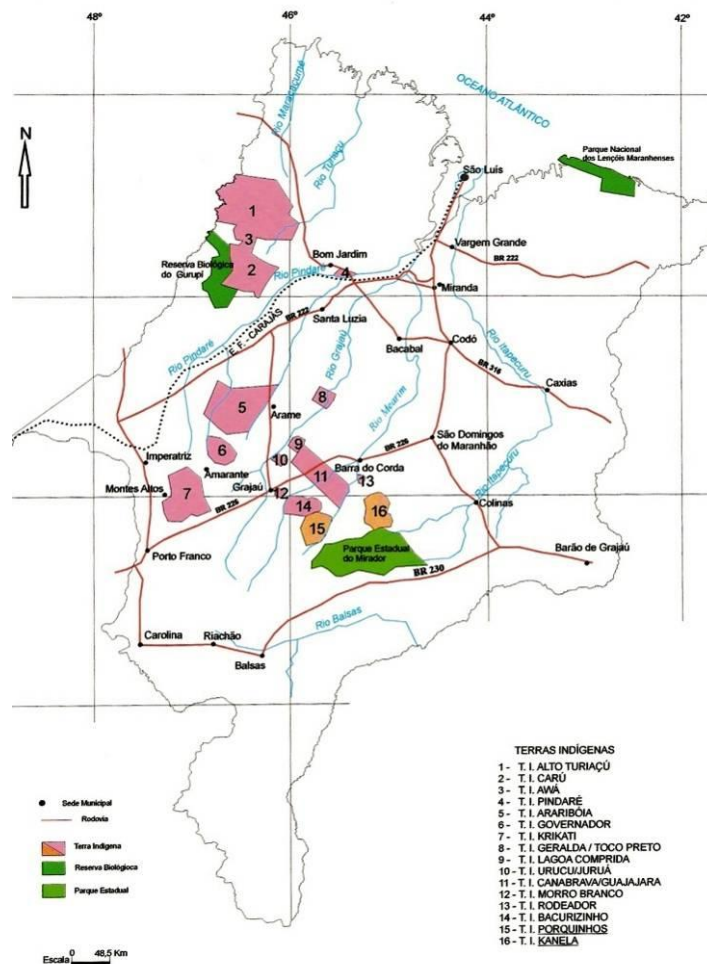 48º
46º
44º
42º
N
OCEANO ATLÂNTICO
Rio Maracaçumé
Rio Turiaçu
Parque Nacional
dos Lençóis Maranhenses
São Luís
1
3
2
Reserva Biológica
do Gurupí
Bom Jardim
Rio Pindaré
4
Vargem Grande
BR 222
Miranda
Rio Pindaré
E. F. CARAJÁS
BR 222
Santa Luzia
Rio Grajaú
Bacabal
Codó
Rio Itapecuru
BR 316
Caxias
5
Arame
8
Rio Mearim
6
Imperatriz
Amarante
9
10
BR 226
São Domingos
do Maranhão
Barra do Corda
13
11
Montes Altos
7
Grajaú
12
BR 226
14
15
16
Rio Itapecuru
Colinas
Parque Estadual
do Mirador
Porto Franco
BR 230
Barão de Grajaú
Carolina
Riachão
Balsas
Rio Balsas
TERRAS INDÍGENAS
1 - T. I. ALTO TURIAÇÚ
2 - T. I. CARÚ
3 - T. I. AWÁ
4 - T. I. PINDARÉ
5 - T. I. ARARIBÓIA
6 - T. I. GOVERNADOR
7 - T. I. KRIKATI
8 - T. I. GERALDA / TOCO PRETO
9 - T. I. LAGOA COMPRIDA
10 - T. I. URUCU/JURUÁ
11 - T. I. CANABRAVA/GUAJAJARA
12 - T. I. MORRO BRANCO
13 - T. I. RODEADOR
14 - T. I. BACURIZINHO
15 - T. I. PORQUINHOS
16 - T. I. KANELA
Sede Municipal
Rodovia
Terra Indígena
Reserva Biológioca
Parque Estadual
Escala 0 48,5 Km